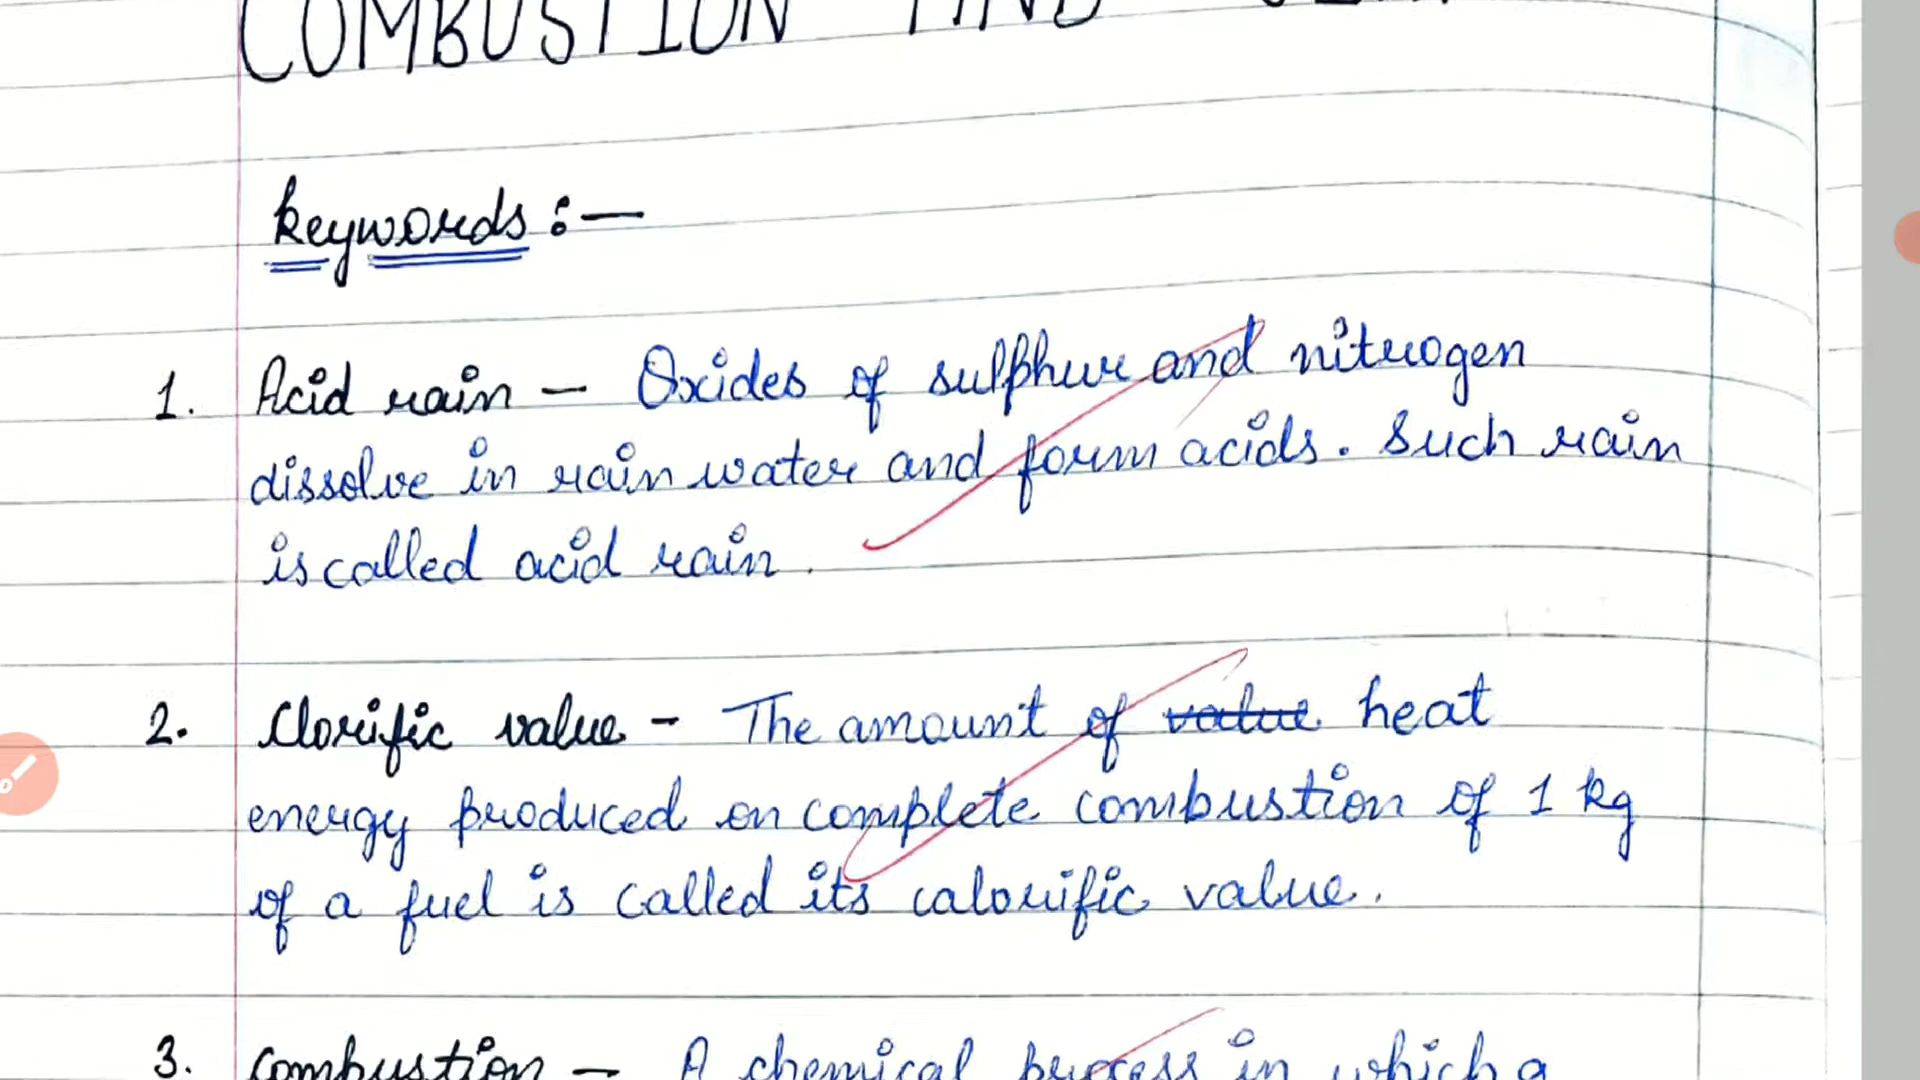 COMBUSTION AND
keywords :—
1. Acid rain — Oxides of sulphur and nitrogen
dissolve in rain water and form acids. Such rain
is called acid rain.
2. Clorific value - The amount of value heat
energy produced on complete combustion of 1 kg
of a fuel is called its calorific value.
3. Combustion — A chemical process in which a